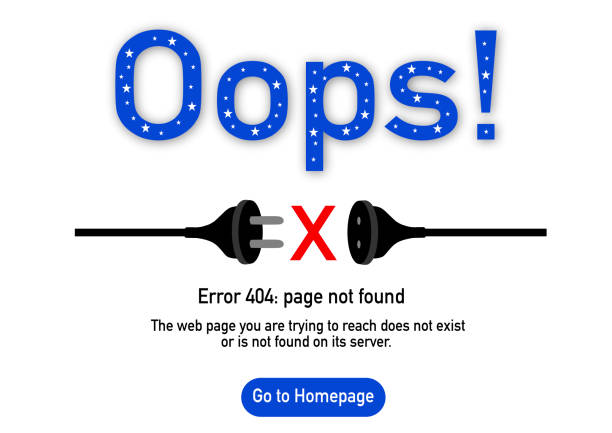 Oops!
X
Error 404: page not found
The web page you are trying to reach does not exist
or is not found on its server.
Go to Homepage